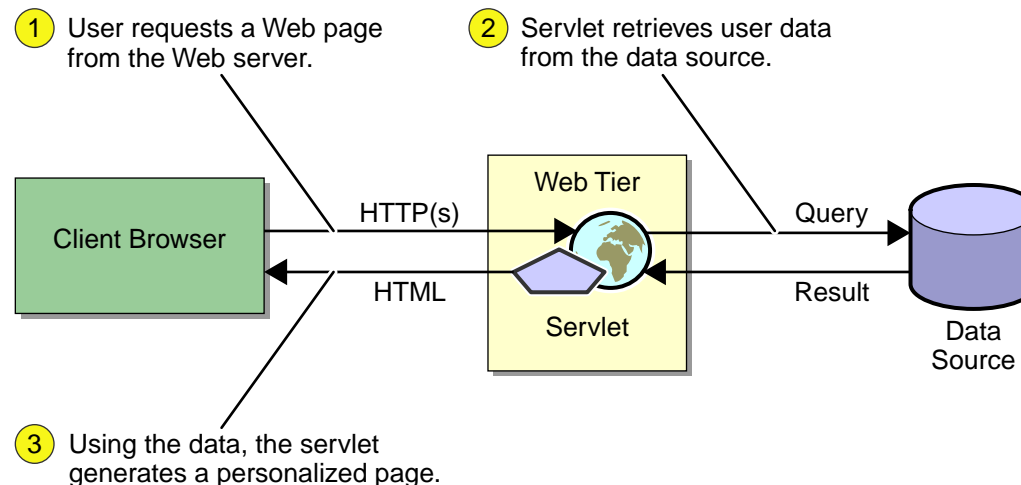 1 User requests a Web page
from the Web server.
2 Servlet retrieves user data
from the data source.
Client Browser
HTTP(s)
HTML
Web Tier
Servlet
Query
Result
Data
Source
3 Using the data, the servlet
generates a personalized page.